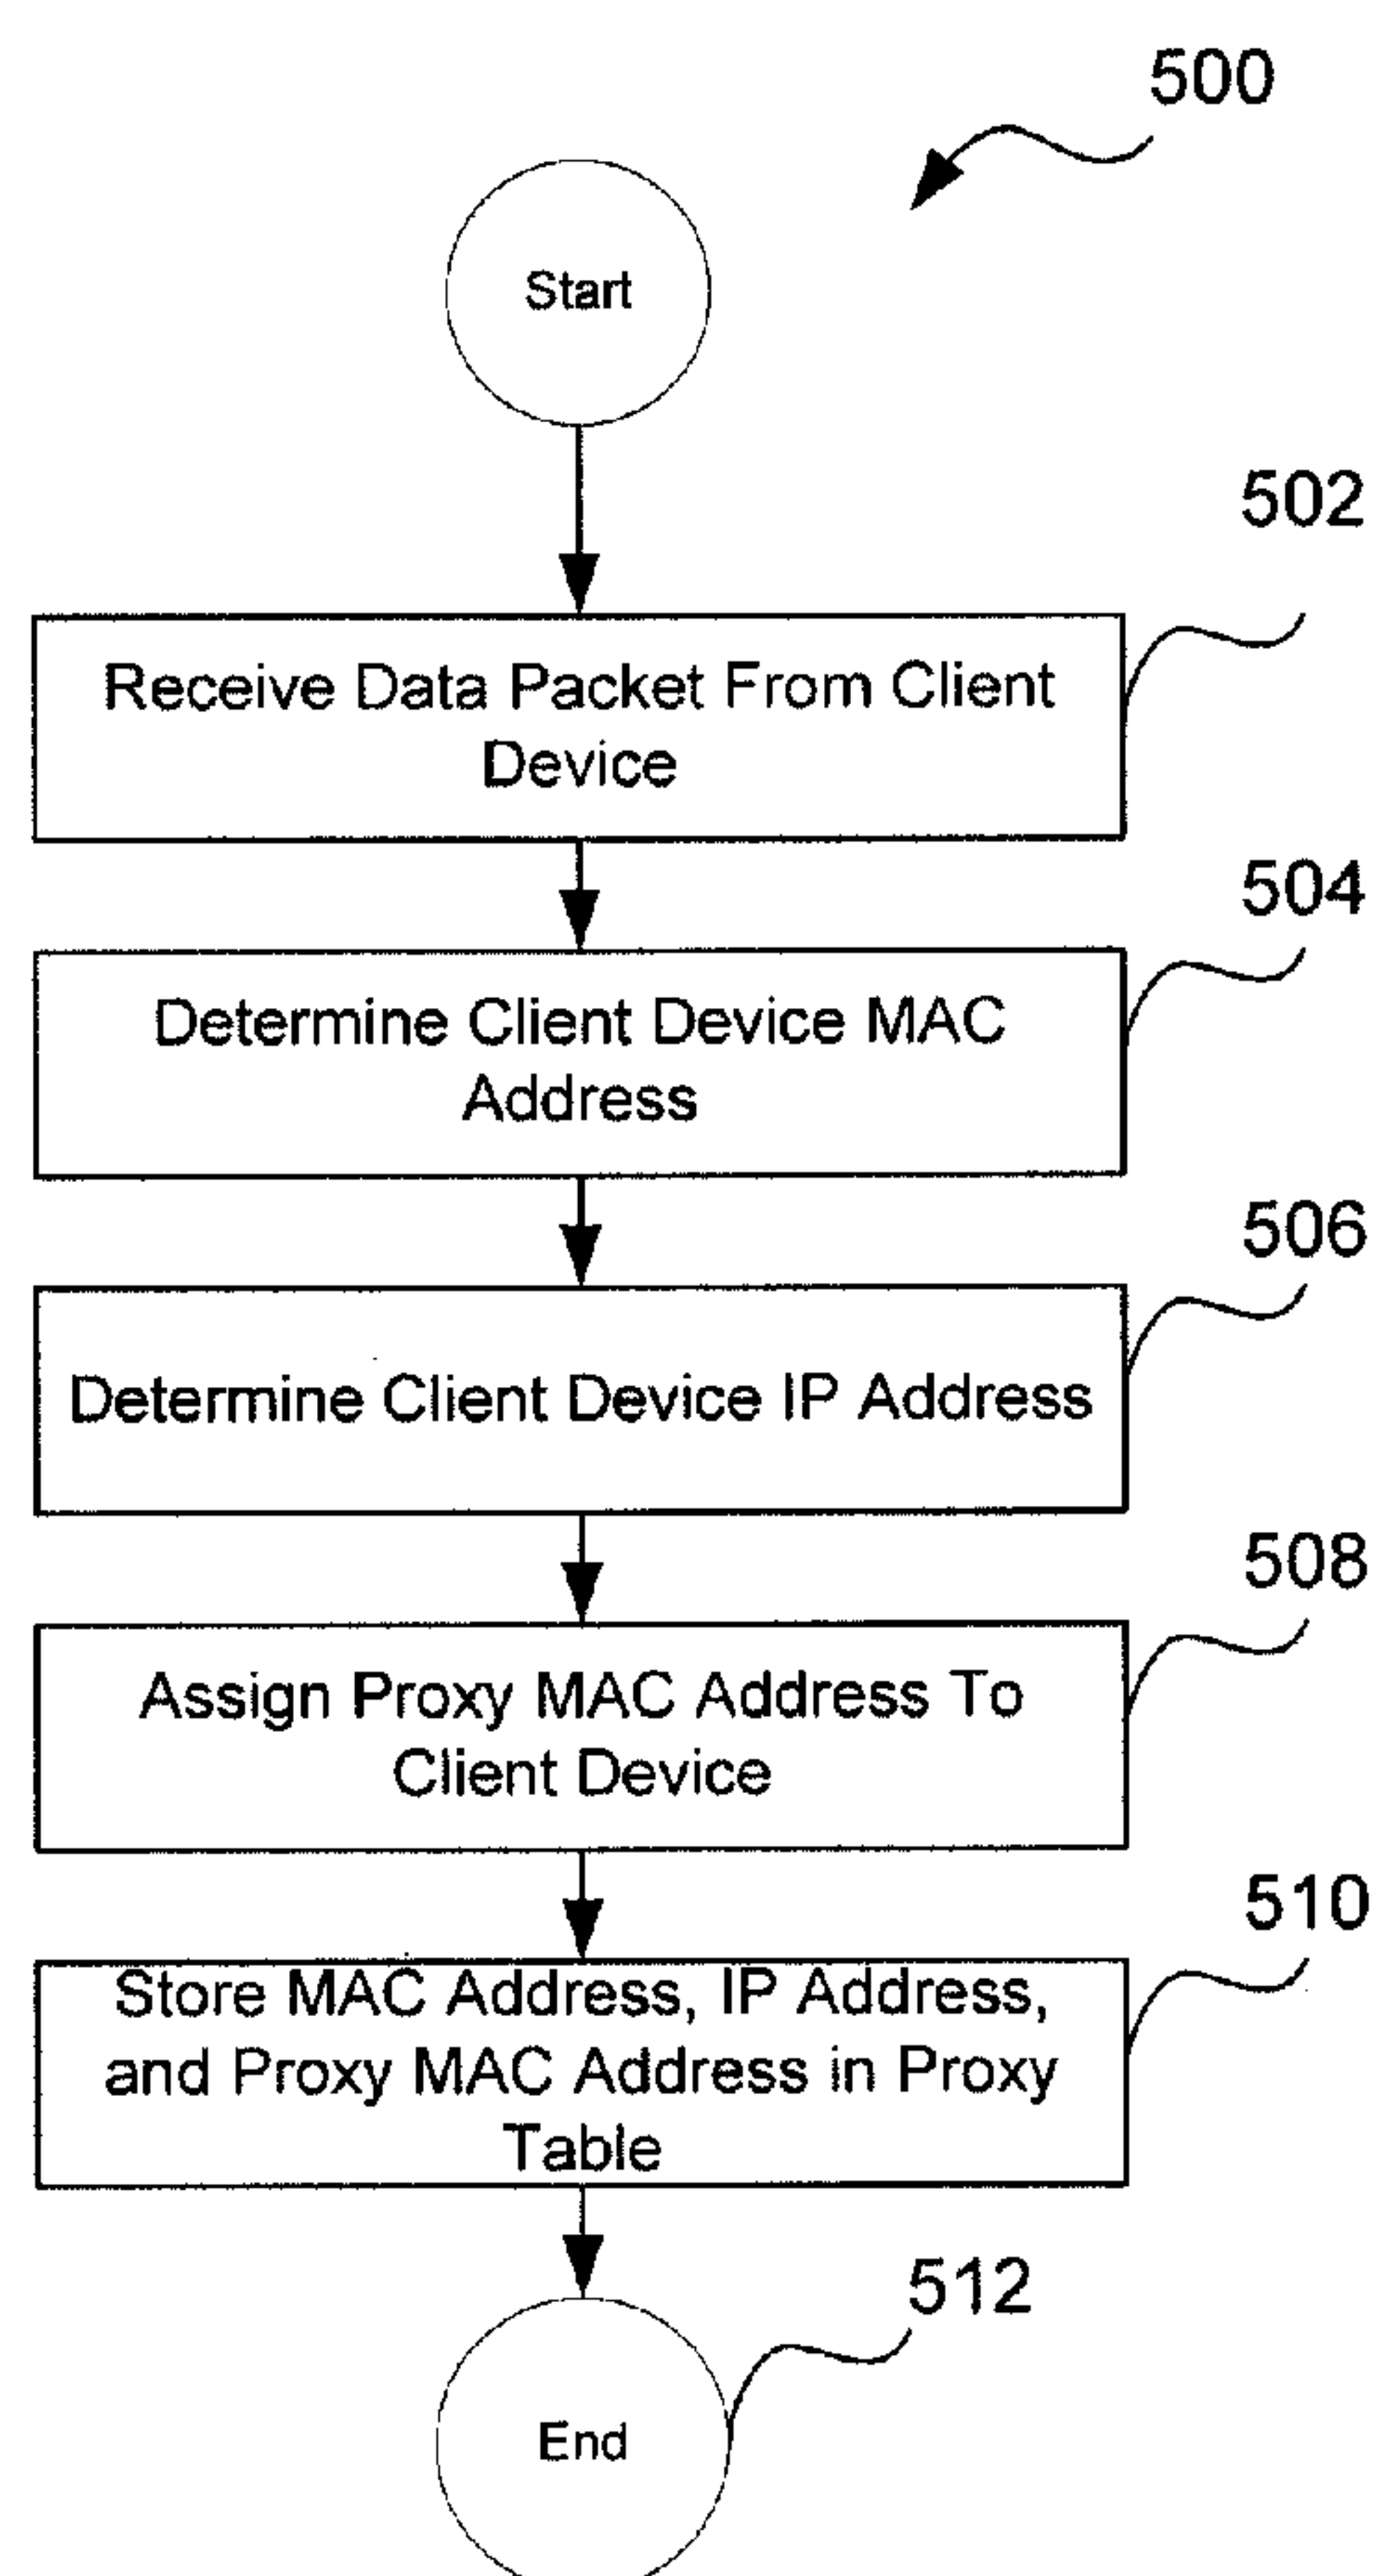 500
Start
502
Receive Data Packet From Client
Device
504
Determine Client Device MAC
Address
506
Determine Client Device IP Address
508
Assign Proxy MAC Address To
Client Device
510
Store MAC Address, IP Address,
and Proxy MAC Address in Proxy
Table
512
End